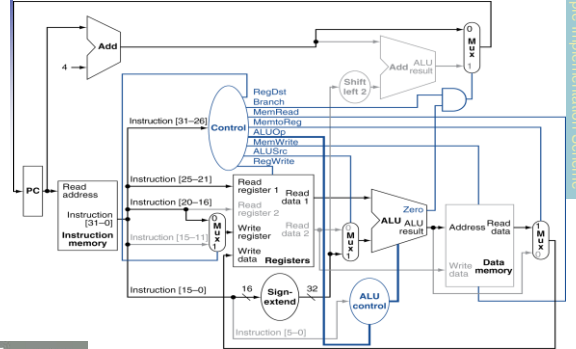 Add
4
0
Mux
1
Add ALU result
Shift left 2
RegDst
Branch
MemRead
MemtoReg
ALUOp
MemWrite
ALUSrc
RegWrite
Instruction [31–26]
Control
PC
Read address
Instruction [31–0]
Instruction memory
Instruction [25–21]
Instruction [20–16]
Instruction [15–11]
0
Mux
1
Read register 1
Read register 2
Write register
Write data
Read data 1
Read data 2
Registers
0
Mux
1
Zero
ALU ALU result
Address
Read data
Write data
Data memory
1
Mux
0
Instruction [15–0]
16
Sign-extend
32
ALU control
Instruction [5–0]